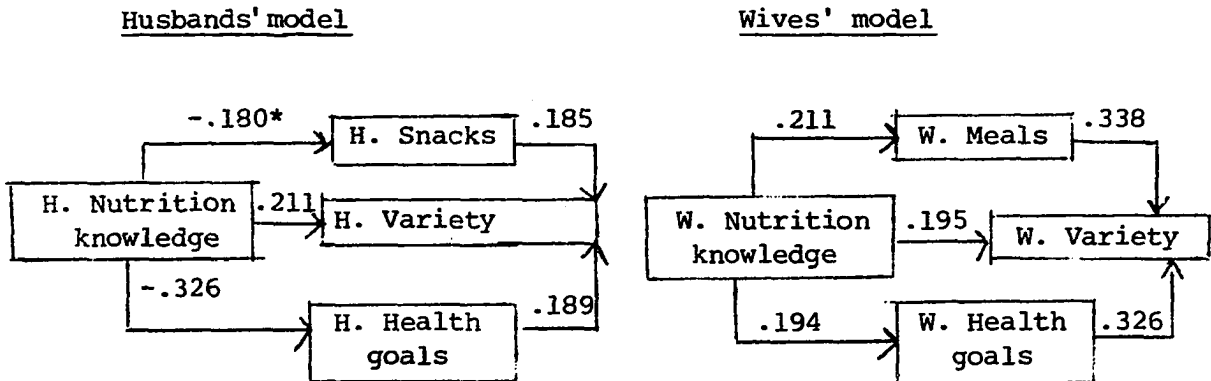 Husbands' model
Wives' model
-.180*
H. Snacks
.185
.211
W. Meals
.338
H. Nutrition
knowledge
.211
H. Variety
W. Nutrition
knowledge
.195
W. Variety
-.326
H. Health
goals
.189
.194
W. Health
goals
.326